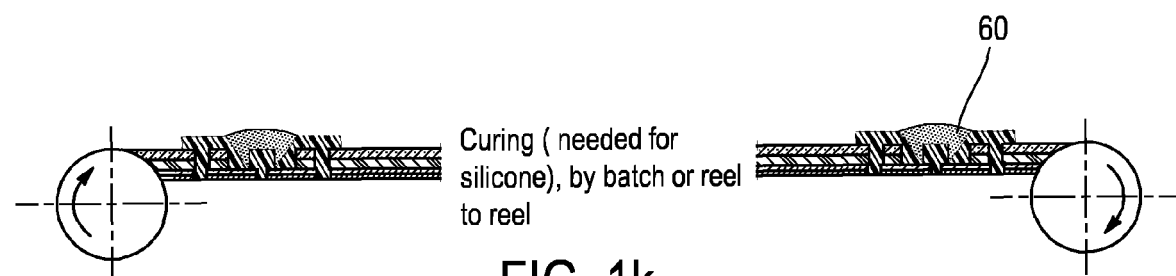 60
Curing ( needed for
silicone), by batch or reel
to reel
FIG. 1k